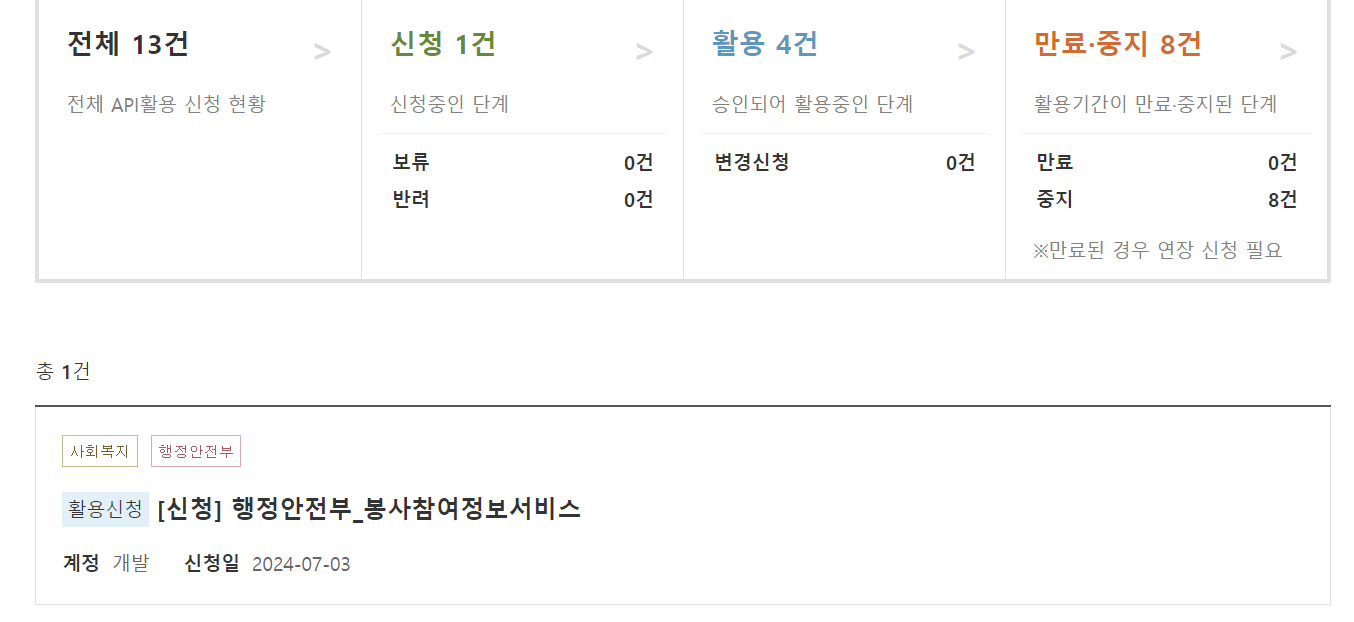 전체 13건 >
전체 API활용 신청 현황
신청 1건 >
신청중인 단계
보류 0건
반려 0건
활용 4건 >
승인되어 활용중인 단계
변경신청 0건
만료·중지 8건 >
활용기간이 만료·중지된 단계
만료 0건
중지 8건
※만료된 경우 연장 신청 필요
총 1건
사회복지 행정안전부
활용신청 [신청] 행정안전부_봉사참여정보서비스
계정 개발 신청일 2024-07-03